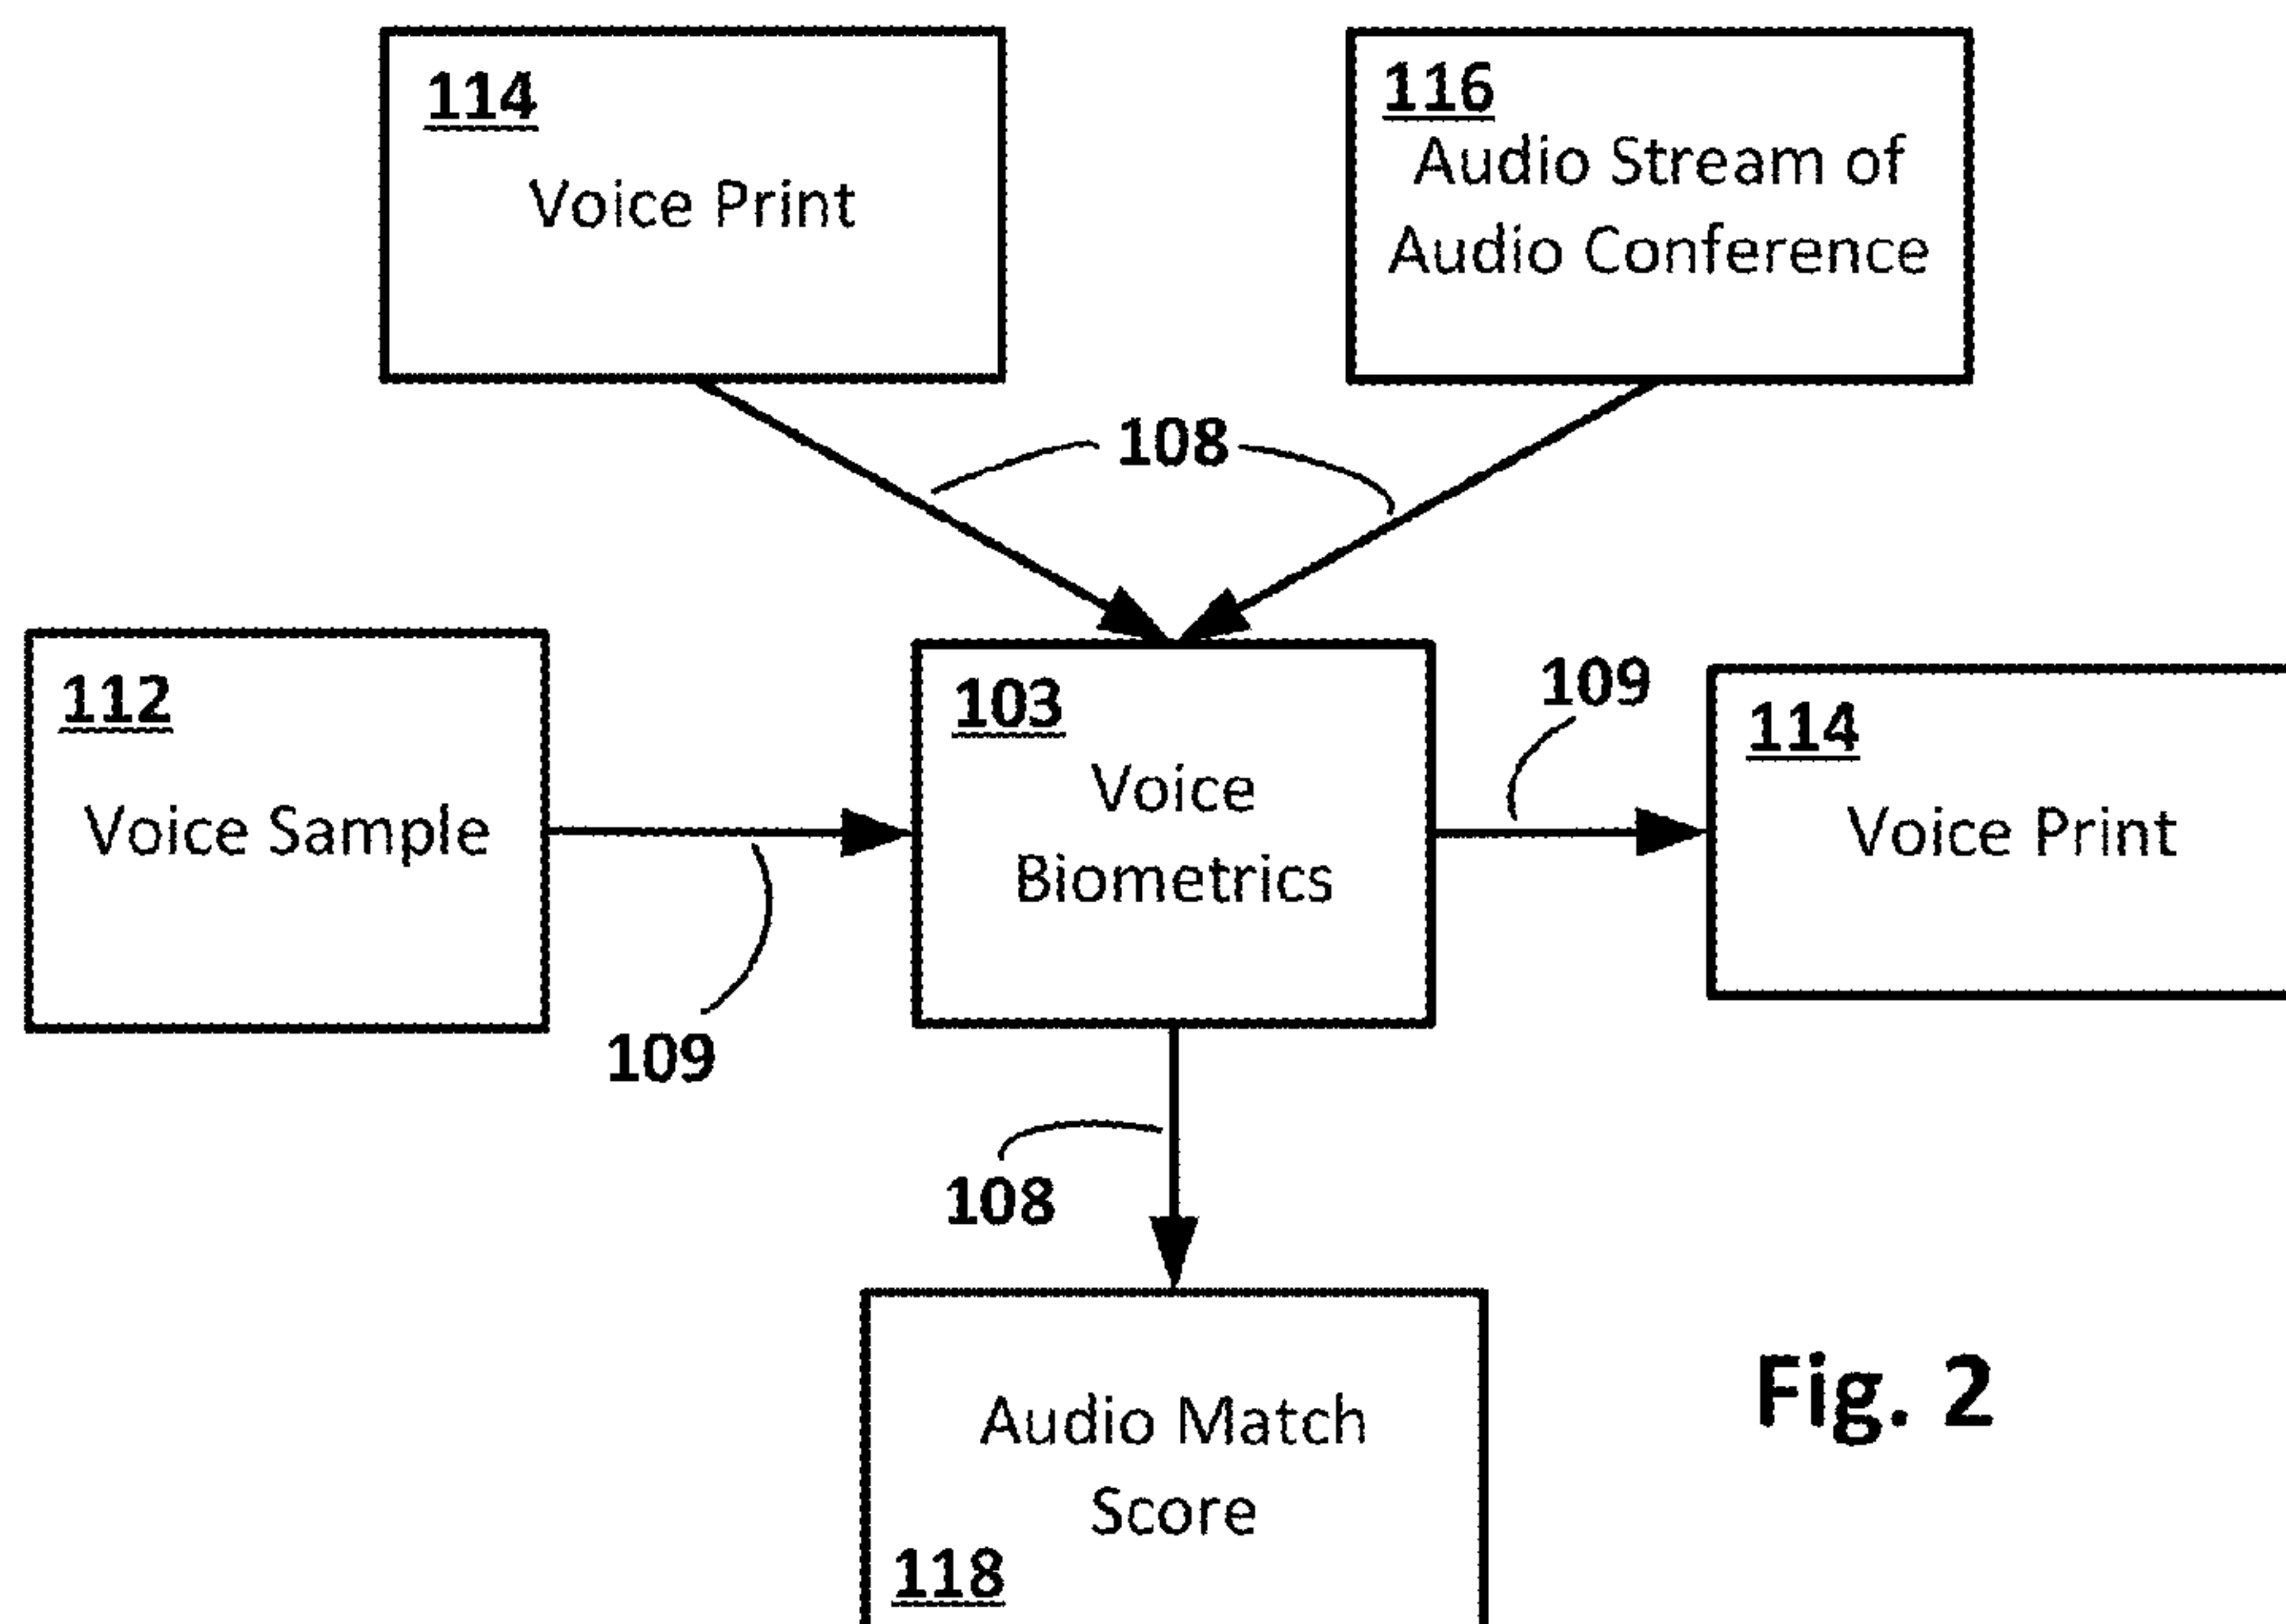 114
Voice Print
116
Audio Stream of
Audio Conference
108
112
Voice Sample
103
Voice
Biometrics
109
114
Voice Print
109
108
Audio Match
Score
118
Fig. 2